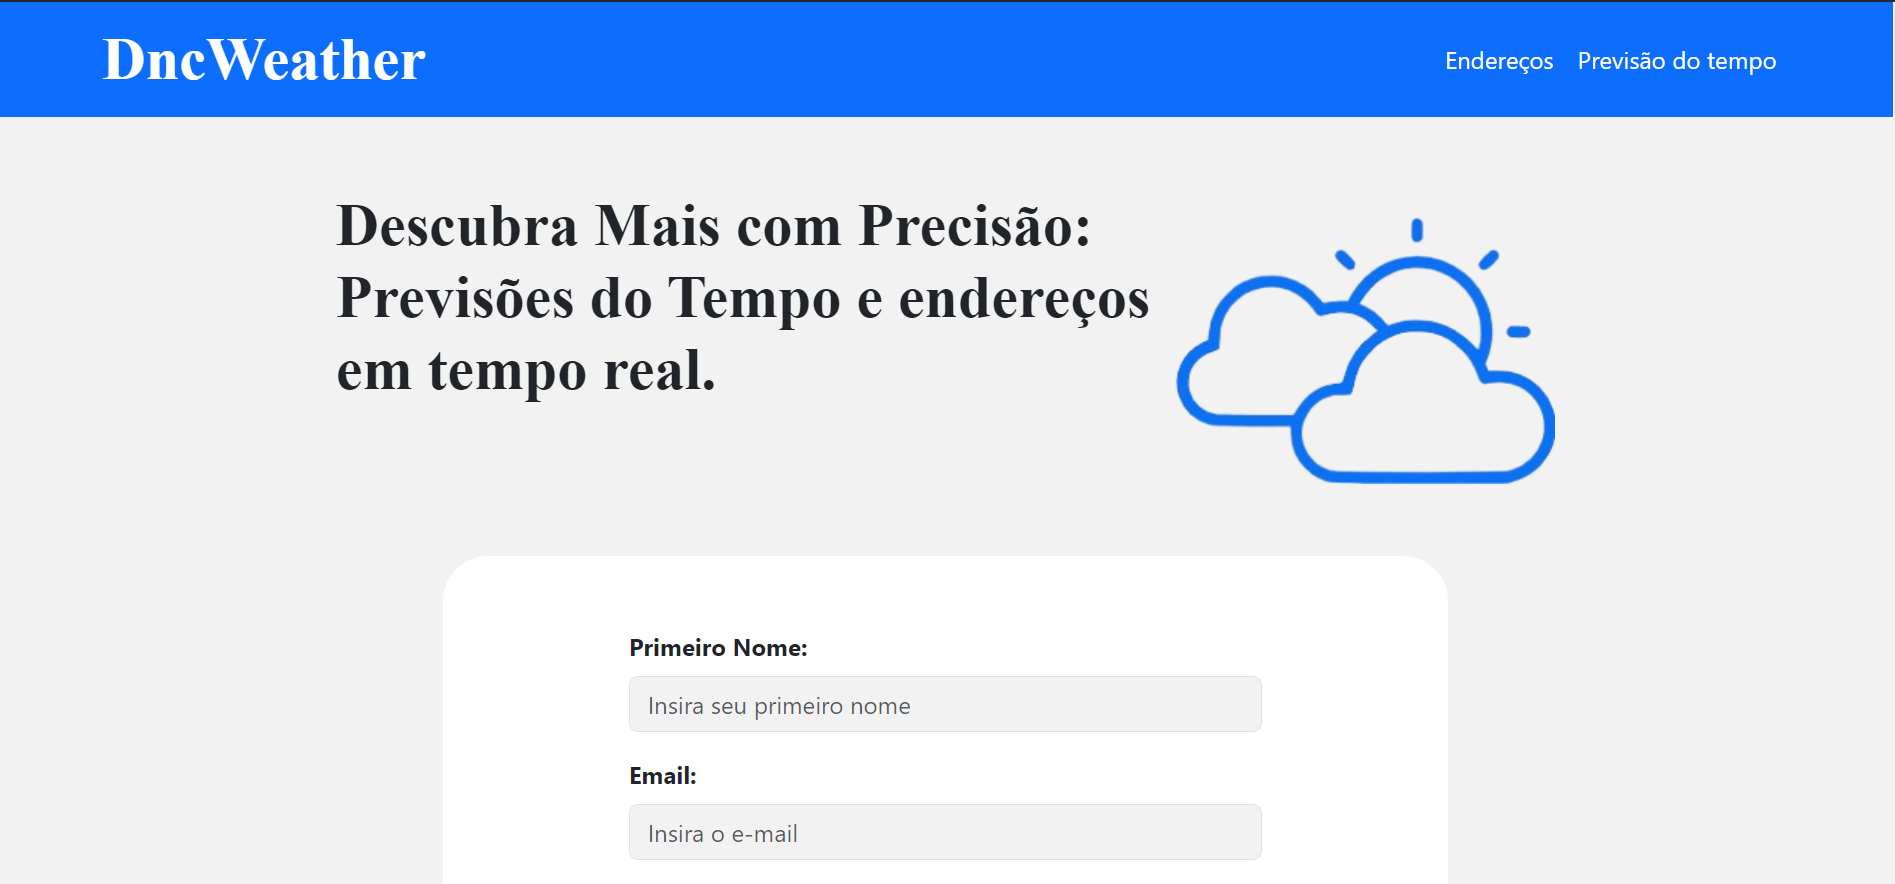 DncWeather
Endereços
Previsão do tempo
Descubra Mais com Precisão:
Previsões do Tempo e endereços
em tempo real.
Primeiro Nome:
Insira seu primeiro nome
Email:
Insira o e-mail